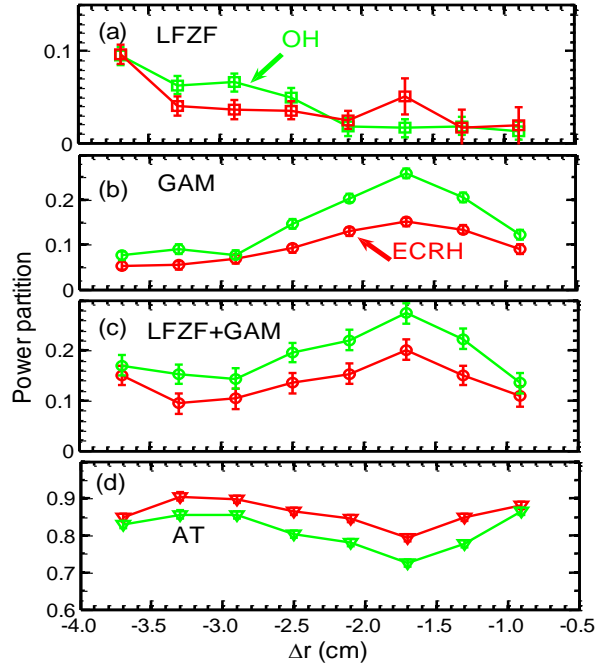 (a) LFZF
OH
0.1
0
(b) GAM
0.2
0.1
0
ECRH
(c) LFZF+GAM
0.2
0.1
0
(d)
AT
0.9
0.8
0.7
0.6
-4.0 -3.5 -3.0 -2.5 -2.0 -1.5 -1.0 -0.5
Δr (cm)
Power partition